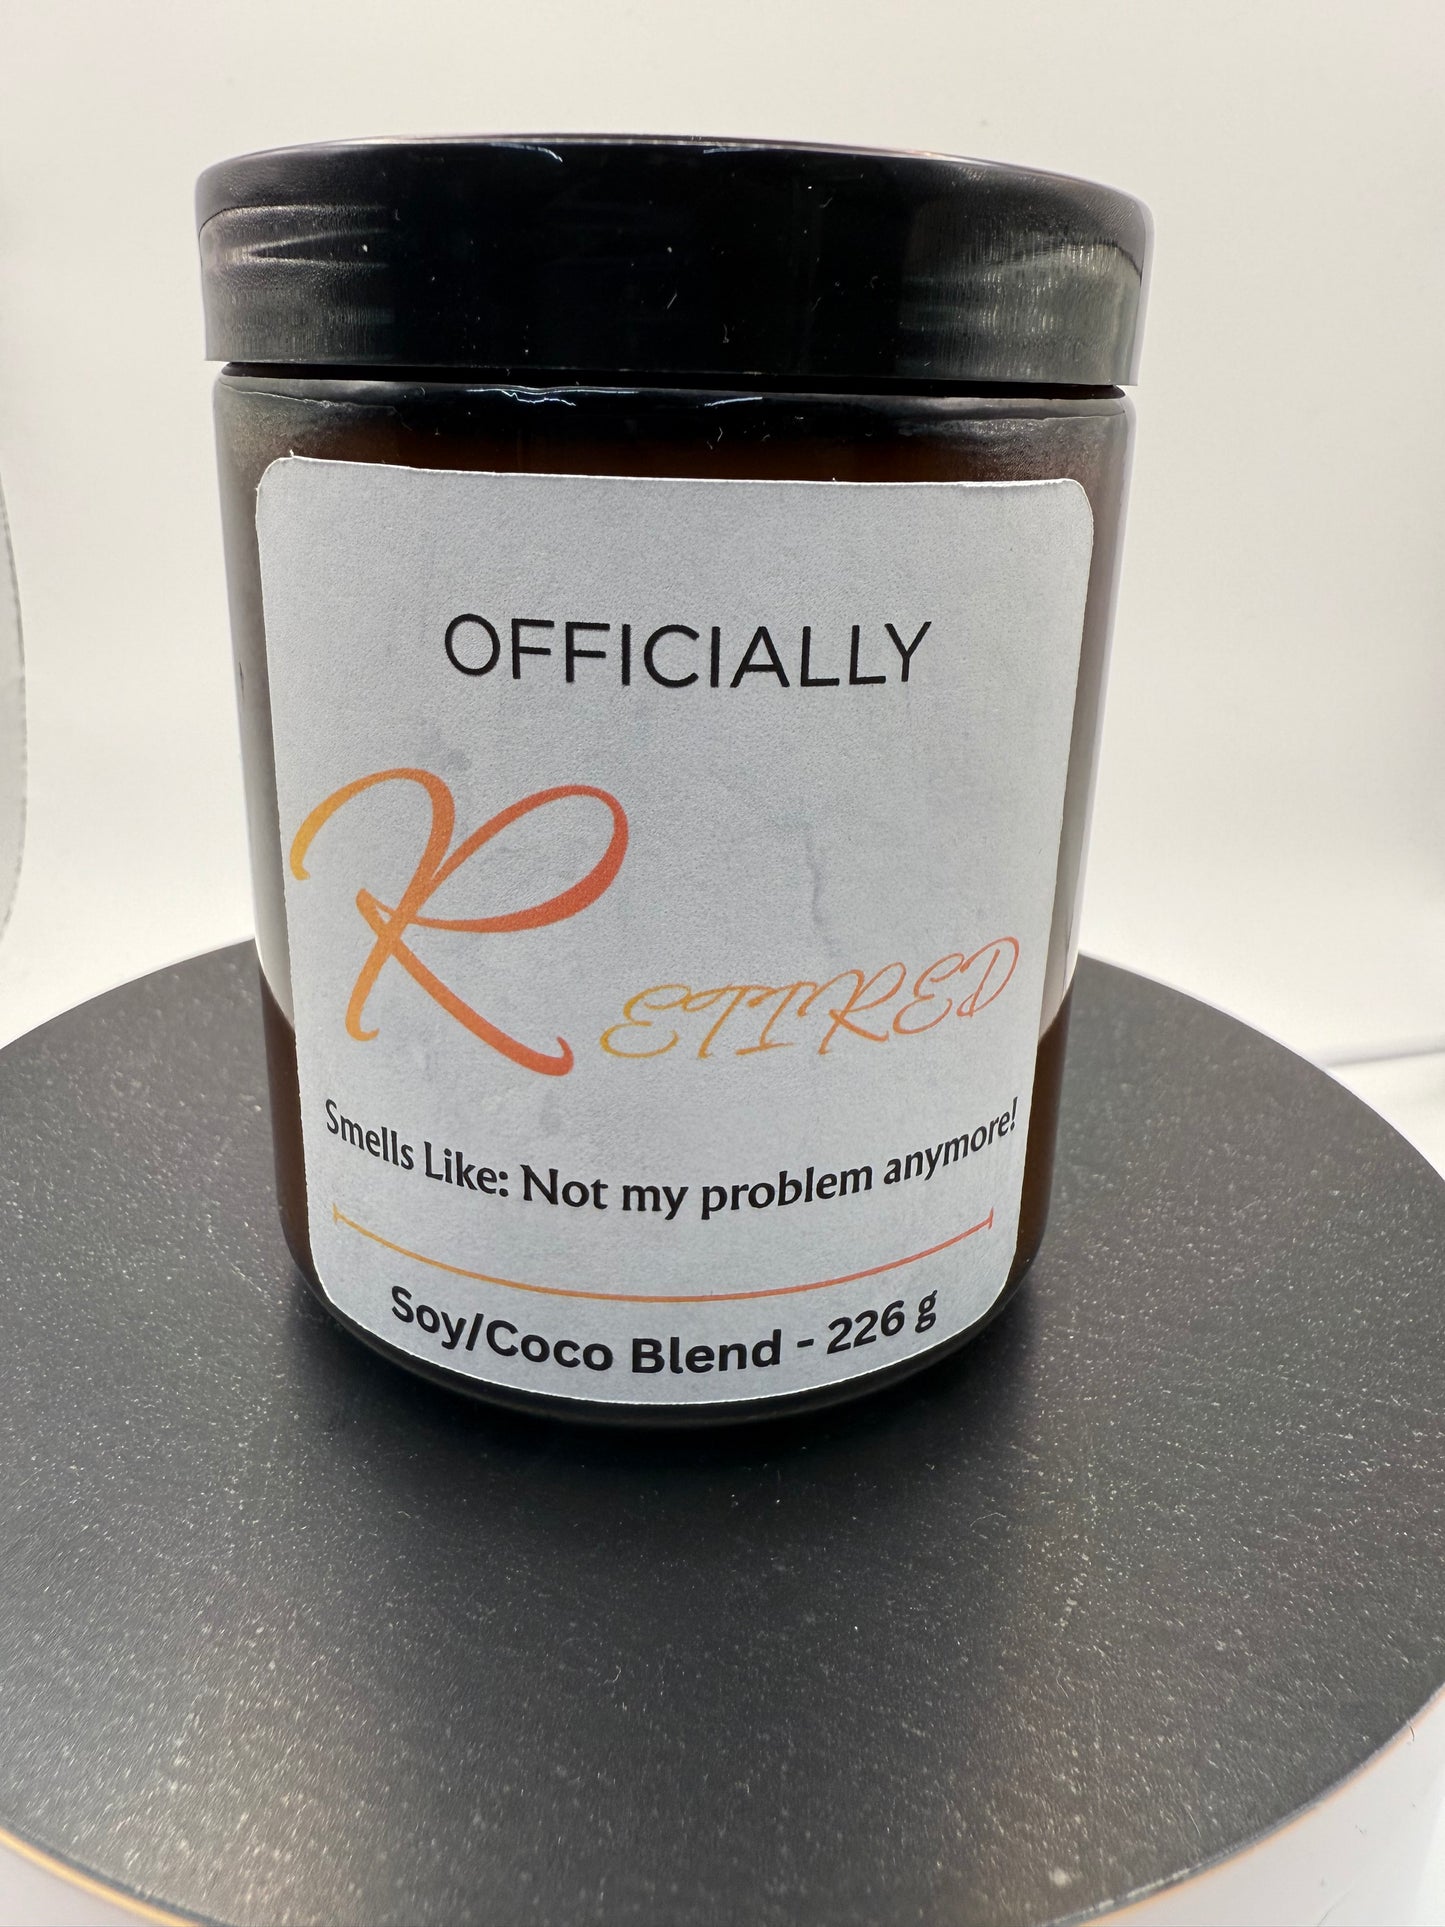 OFFICIALLY
RETIRED
Smells Like: Not my problem anymore!
Soy/Coco Blend - 226 g